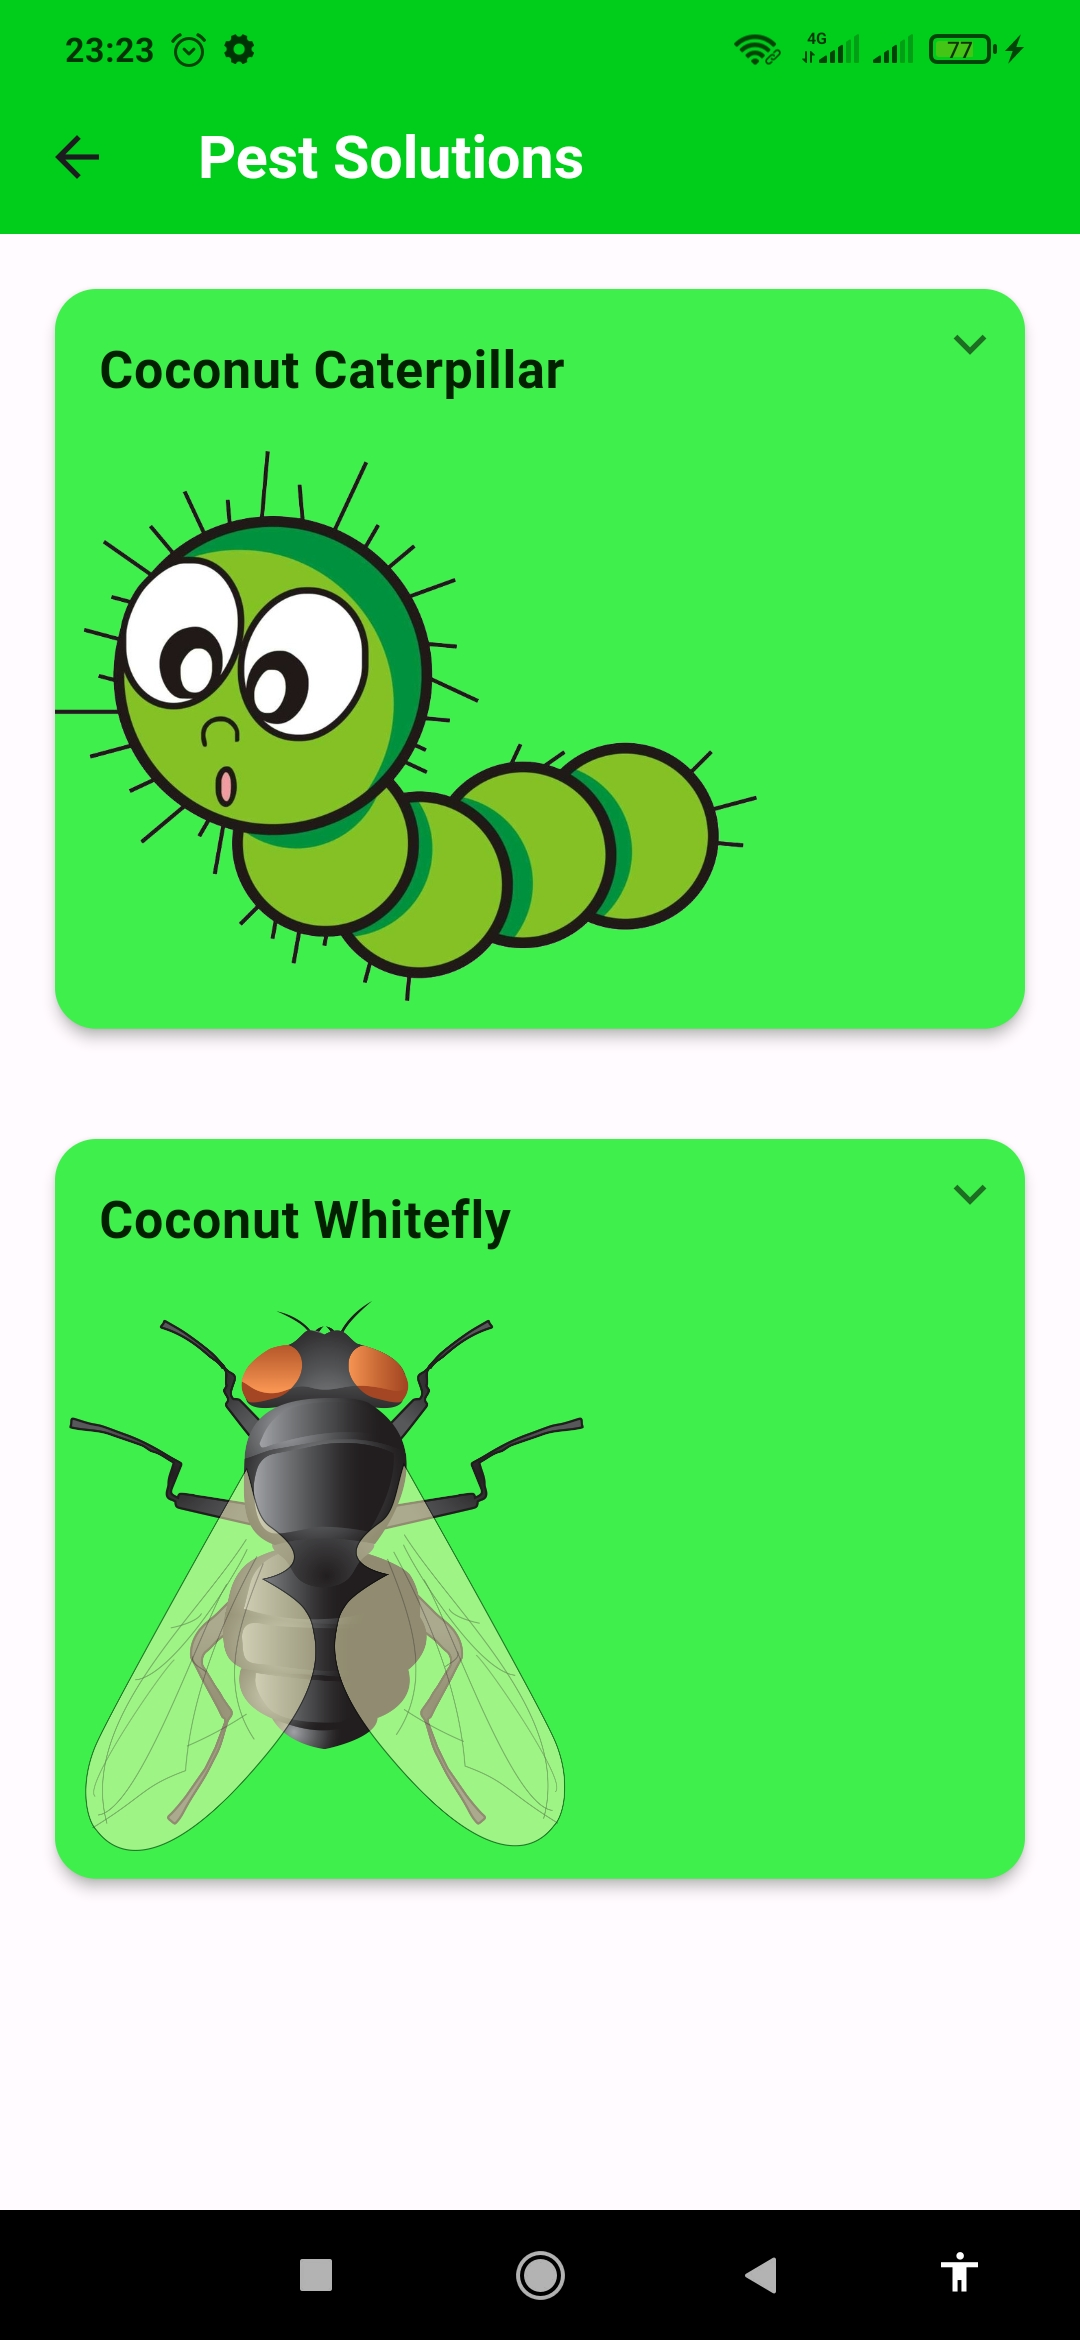 23:23
4G
77
Pest Solutions
Coconut Caterpillar
Coconut Whitefly